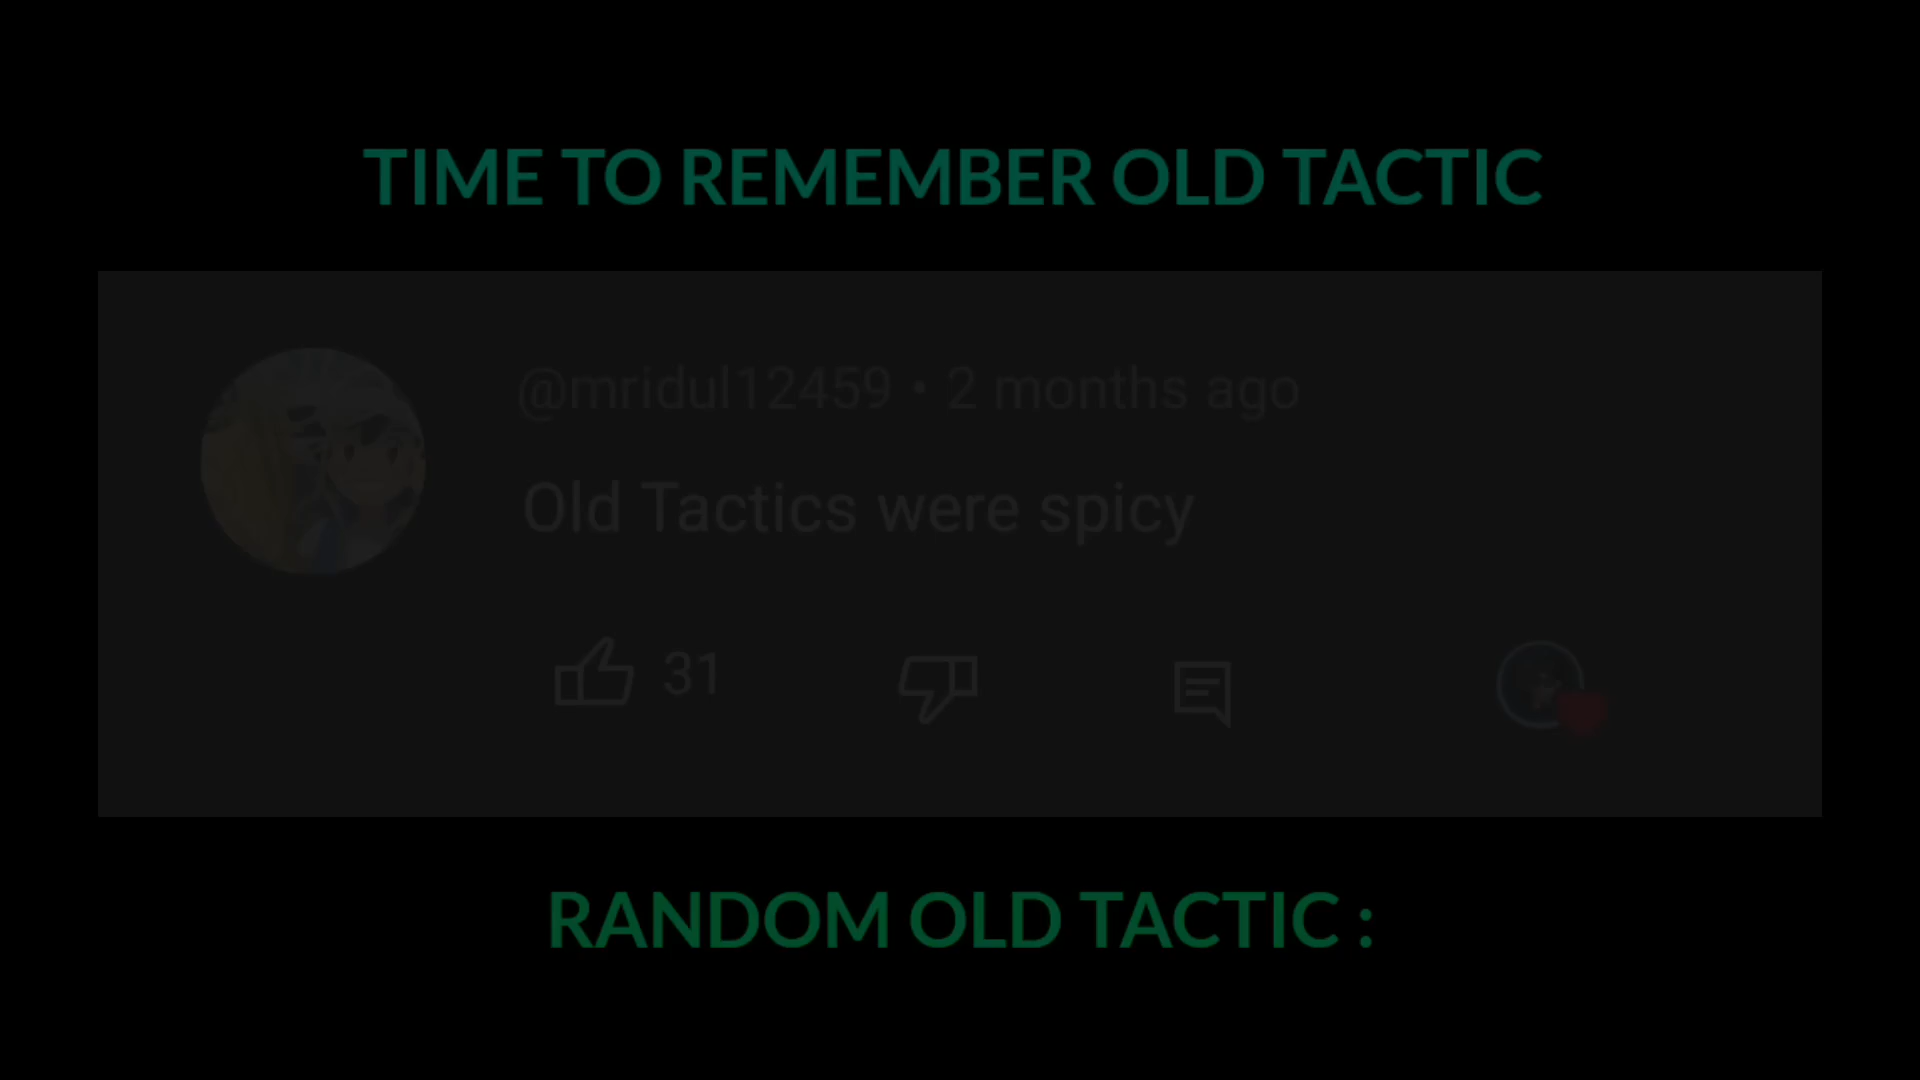 TIME TO REMEMBER OLD TACTIC
@mridul12459 • 2 months ago
Old Tactics were spicy
31
RANDOM OLD TACTIC :